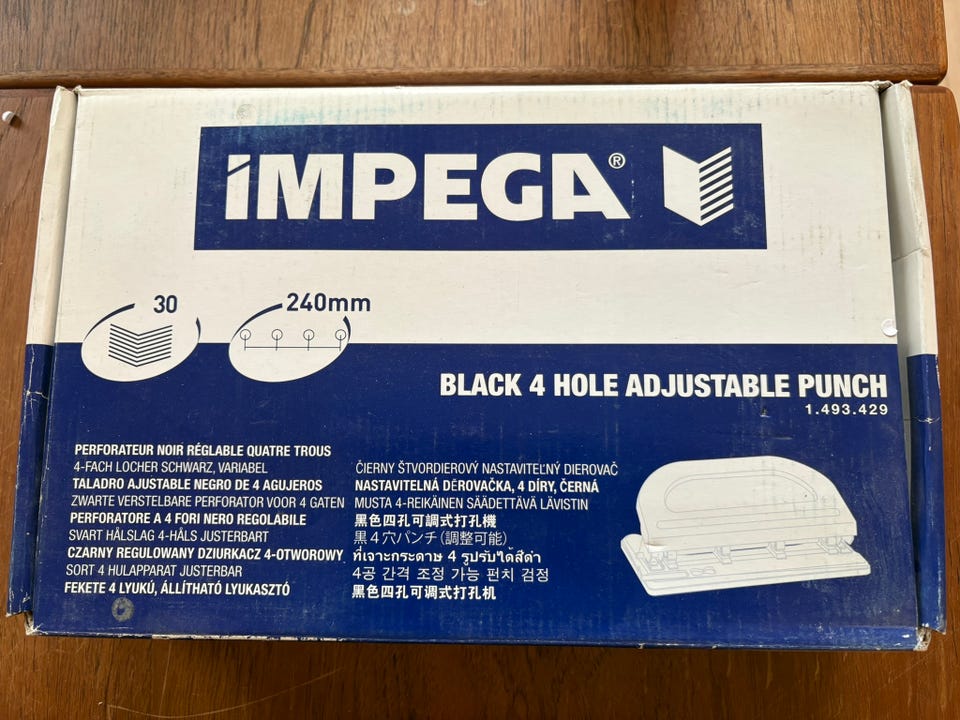 İMPEGA®
30
240mm
BLACK 4 HOLE ADJUSTABLE PUNCH
1.493.429
PERFORATEUR NOIR RÉGLABLE QUATRE TROUS
4-FACH LOCHER SCHWARZ, VARIABEL
TALADRO AJUSTABLE NEGRO DE 4 AGUJEROS
ZWARTE VERSTELBARE PERFORATOR VOOR 4 GATEN
PERFORATORE A 4 FORI NERO REGOLABILE
SVART HÅLSLAG 4-HÅLS JUSTERBART
CZARNY REGULOWANY DZIURKACZ 4-OTWOROWY
SORT 4 HULAPPARAT JUSTERBAR
FEKETE 4 LYUKÚ, ÁLLÍTHATÓ LYUKASZTÓ
ČIERNY ŠTVORDIEROVÝ NASTAVITEĽNÝ DIEROVAČ
NASTAVITELNÁ DĚROVAČKA, 4 DÍRY, ČERNÁ
MUSTA 4-REIKÄINEN SÄÄDETTÄVÄ LÄVISTIN
黑色四孔可調式打孔機
黒4穴パンチ(調整可能)
ที่เจาะกระดาษ 4 รูปรับได้สีดำ
4공 간격 조정 가능 펀치 검정
黑色四孔可调式打孔机